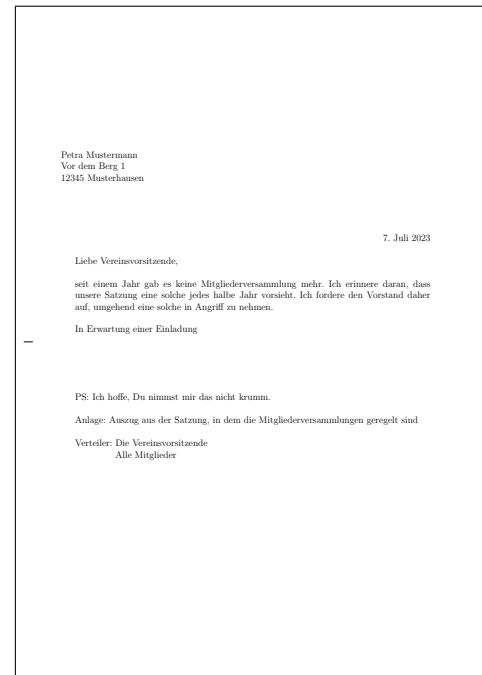 Petra Mustermann
Vor dem Berg 1
12345 Musterhausen
7. Juli 2023
Liebe Vereinsvorsitzende,
seit einem Jahr gab es keine Mitgliederversammlung mehr. Ich erinnere daran, dass
unsere Satzung eine solche jedes halbe Jahr vorsieht. Ich fordere den Vorstand daher
auf, umgehend eine solche in Angriff zu nehmen.
In Erwartung einer Einladung
PS: Ich hoffe, Du nimmst mir das nicht krumm.
Anlage: Auszug aus der Satzung, in dem die Mitgliederversammlungen geregelt sind
Verteiler: Die Vereinsvorsitzende
Alle Mitglieder